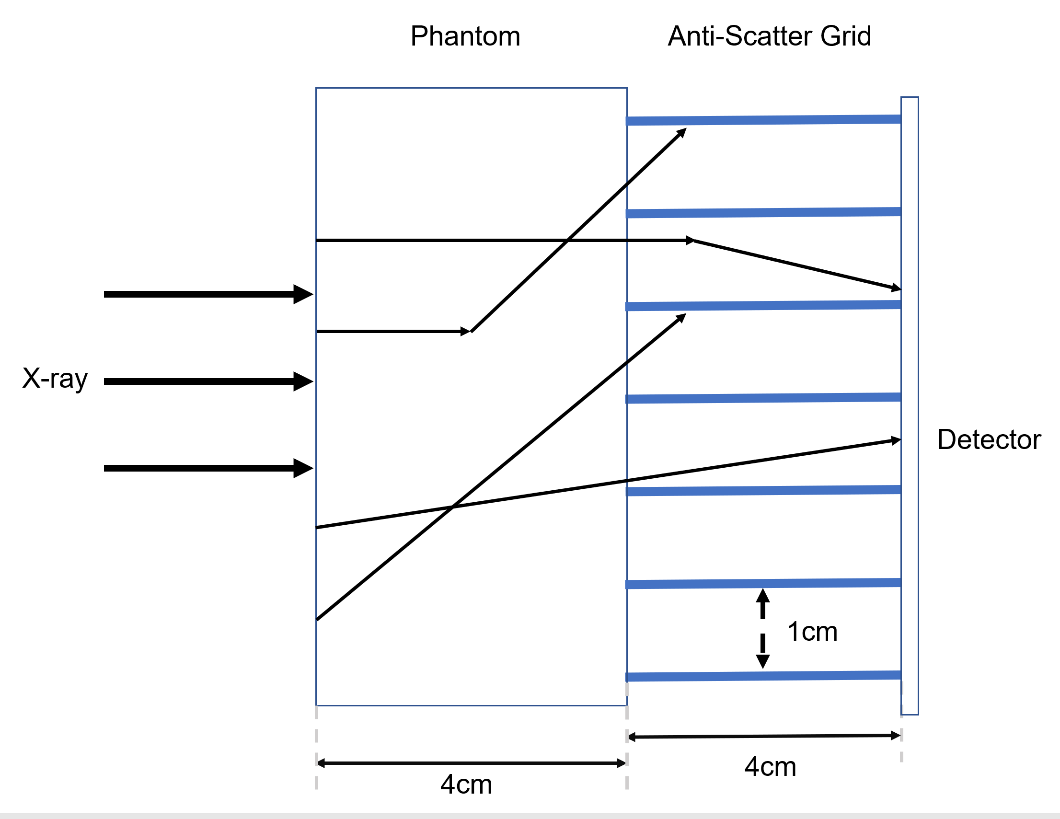 Phantom
Anti-Scatter Grid
X-ray
Detector
1cm
4cm
4cm